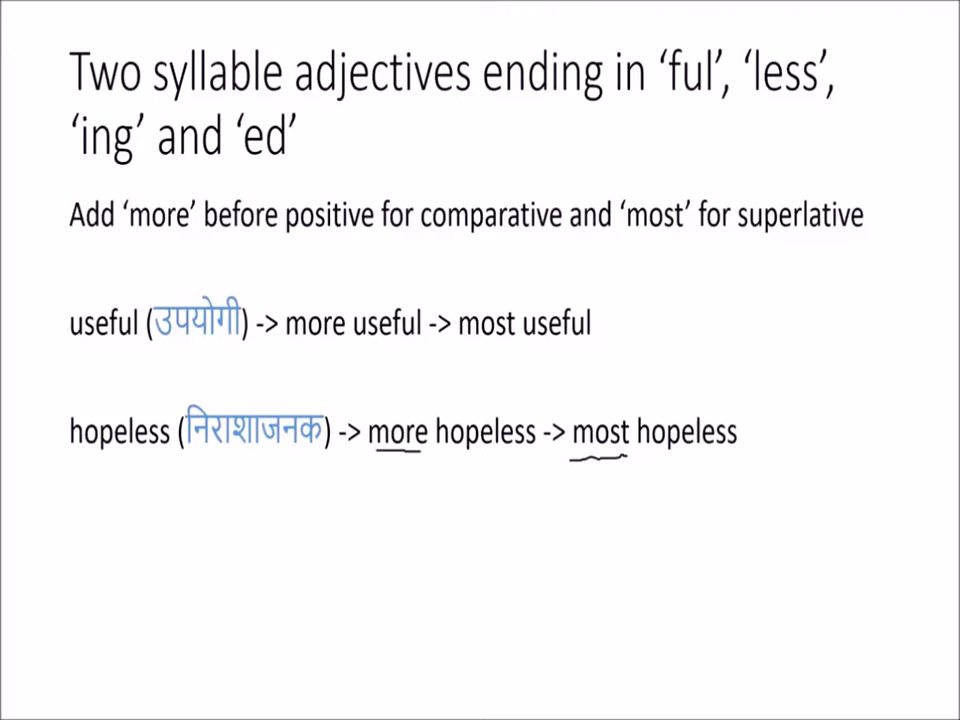 Two syllable adjectives ending in ‘ful’, ‘less’,
‘ing’ and ‘ed’
Add ‘more’ before positive for comparative and ‘most’ for superlative
useful (उपयोगी) -> more useful -> most useful
hopeless (निराशाजनक) -> more hopeless -> most hopeless